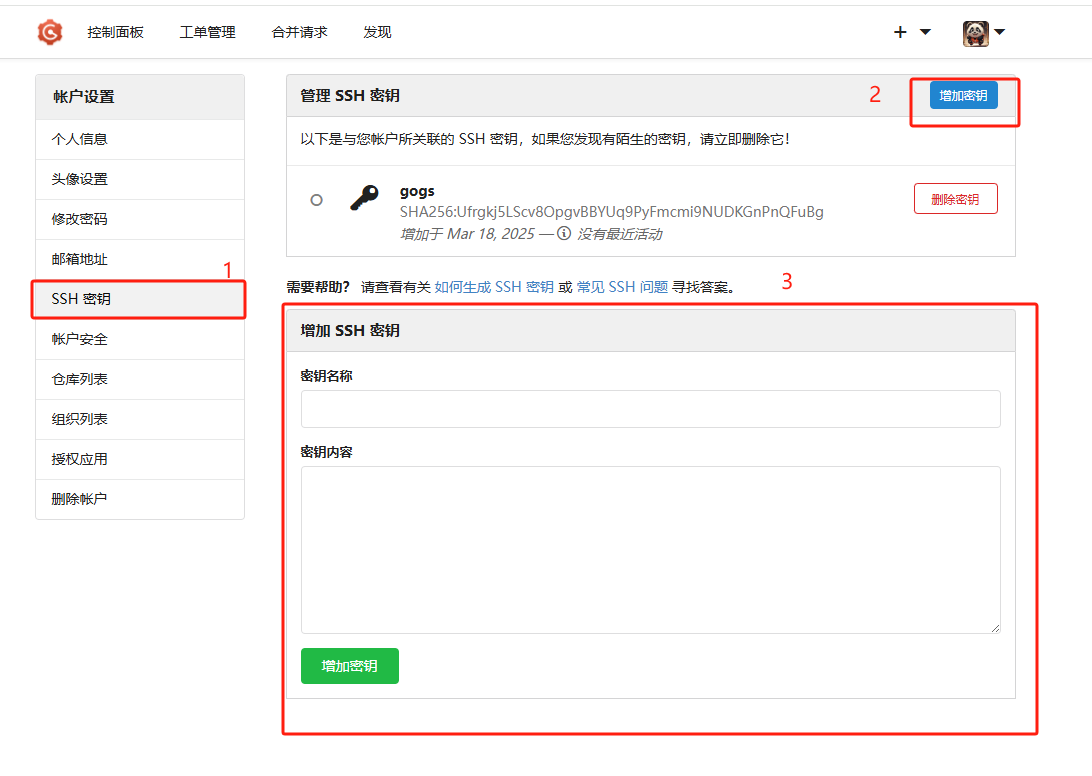 控制面板 工单管理 合并请求 发现
帐户设置
个人信息
头像设置
修改密码
邮箱地址
1
SSH 密钥
帐户安全
仓库列表
组织列表
授权应用
删除帐户
管理 SSH 密钥
2
增加密钥
以下是与您帐户所关联的 SSH 密钥，如果您发现有陌生的密钥，请立即删除它！
gogs
SHA256:Ufrgkj5LScv8OpgvBBYUq9PyFmcmi9NUDKGnPnQFuBg
增加于 Mar 18, 2025 — 没有最近活动
删除密钥
需要帮助？ 请查看有关 如何生成 SSH 密钥 或 常见 SSH 问题 寻找答案。
3
增加 SSH 密钥
密钥名称
密钥内容
增加密钥